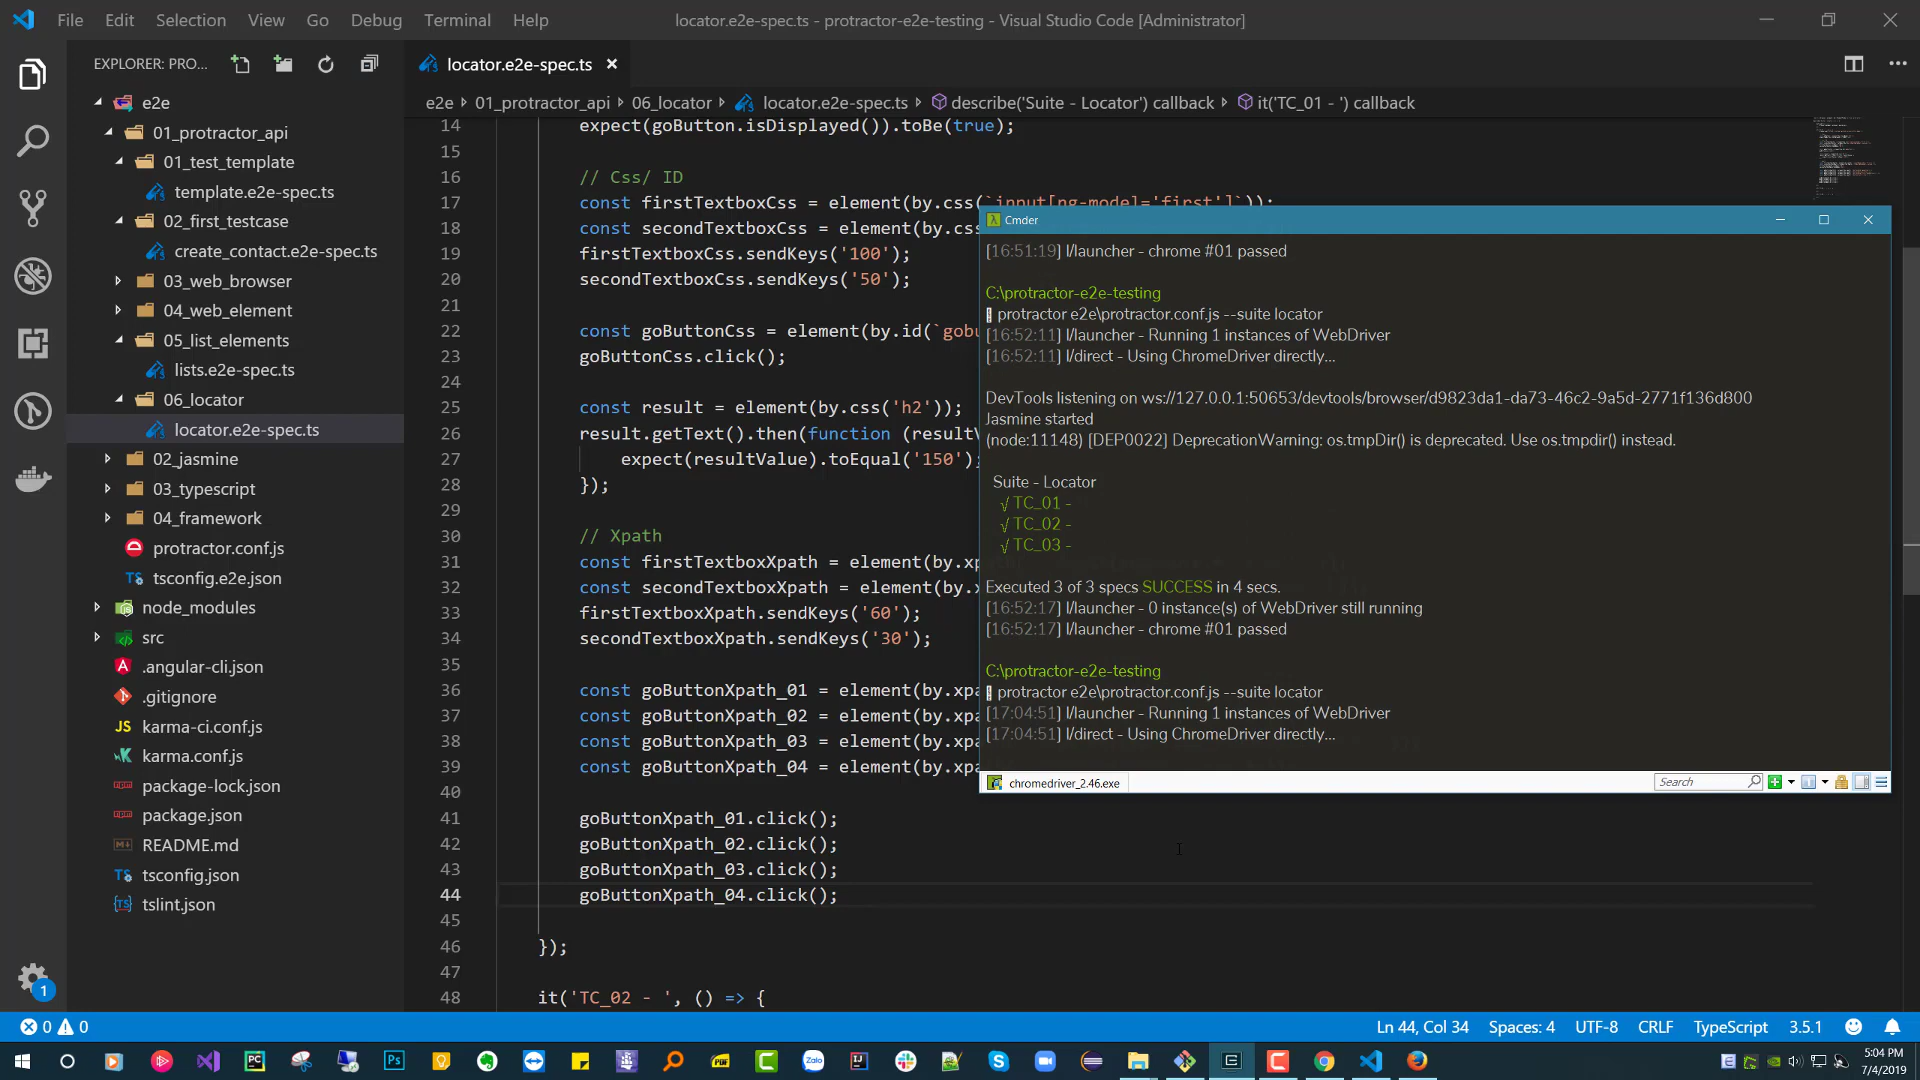 File Edit Selection View Go Debug Terminal Help
locator.e2e-spec.ts - protractor-e2e-testing - Visual Studio Code [Administrator]
EXPLORER: PRO...
locator.e2e-spec.ts
e2e
01_protractor_api
01_test_template
template.e2e-spec.ts
02_first_testcase
create_contact.e2e-spec.ts
03_web_browser
04_web_element
05_list_elements
lists.e2e-spec.ts
06_locator
locator.e2e-spec.ts
02_jasmine
03_typescript
04_framework
protractor.conf.js
tsconfig.e2e.json
node_modules
src
.angular-cli.json
.gitignore
karma-ci.conf.js
karma.conf.js
package-lock.json
package.json
README.md
tsconfig.json
tslint.json
1
e2e 01_protractor_api 06_locator locator.e2e-spec.ts describe('Suite - Locator') callback it('TC_01 - ') callback
14 expect(goButton.isDisplayed()).toBe(true);
15
16 // Css/ ID
17 const firstTextboxCss = element(by.css(`input[ng-model='first']`));
18 const secondTextboxCss = element(by.css
19 firstTextboxCss.sendKeys('100');
20 secondTextboxCss.sendKeys('50');
21
22 const goButtonCss = element(by.id(`gob
23 goButtonCss.click();
24
25 const result = element(by.css('h2'));
26 result.getText().then(function (result
27 expect(resultValue).toEqual('150');
28 });
29
30 // Xpath
31 const firstTextboxXpath = element(by.x
32 const secondTextboxXpath = element(by.
33 firstTextboxXpath.sendKeys('60');
34 secondTextboxXpath.sendKeys('30');
35
36 const goButtonXpath_01 = element(by.xpa
37 const goButtonXpath_02 = element(by.xpa
38 const goButtonXpath_03 = element(by.xpa
39 const goButtonXpath_04 = element(by.xpa
40
41 goButtonXpath_01.click();
42 goButtonXpath_02.click();
43 goButtonXpath_03.click();
44 goButtonXpath_04.click();
45
46 });
47
48 it('TC_02 - ', () => {
Cmder
[16:51:19] I/launcher - chrome #01 passed
C:\protractor-e2e-testing
protractor e2e\protractor.conf.js --suite locator
[16:52:11] I/launcher - Running 1 instances of WebDriver
[16:52:11] I/direct - Using ChromeDriver directly...
DevTools listening on ws://127.0.0.1:50653/devtools/browser/d9823da1-da73-46c2-9a5d-2771f136d800
Jasmine started
(node:11148) [DEP0022] DeprecationWarning: os.tmpDir() is deprecated. Use os.tmpdir() instead.
Suite - Locator
√ TC_01 -
√ TC_02 -
√ TC_03 -
Executed 3 of 3 specs SUCCESS in 4 secs.
[16:52:17] I/launcher - 0 instance(s) of WebDriver still running
[16:52:17] I/launcher - chrome #01 passed
C:\protractor-e2e-testing
protractor e2e\protractor.conf.js --suite locator
[17:04:51] I/launcher - Running 1 instances of WebDriver
[17:04:51] I/direct - Using ChromeDriver directly...
chromedriver_2.46.exe
Search
0 0
Ln 44, Col 34 Spaces: 4 UTF-8 CRLF TypeScript 3.5.1
5:04 PM
7/4/2019